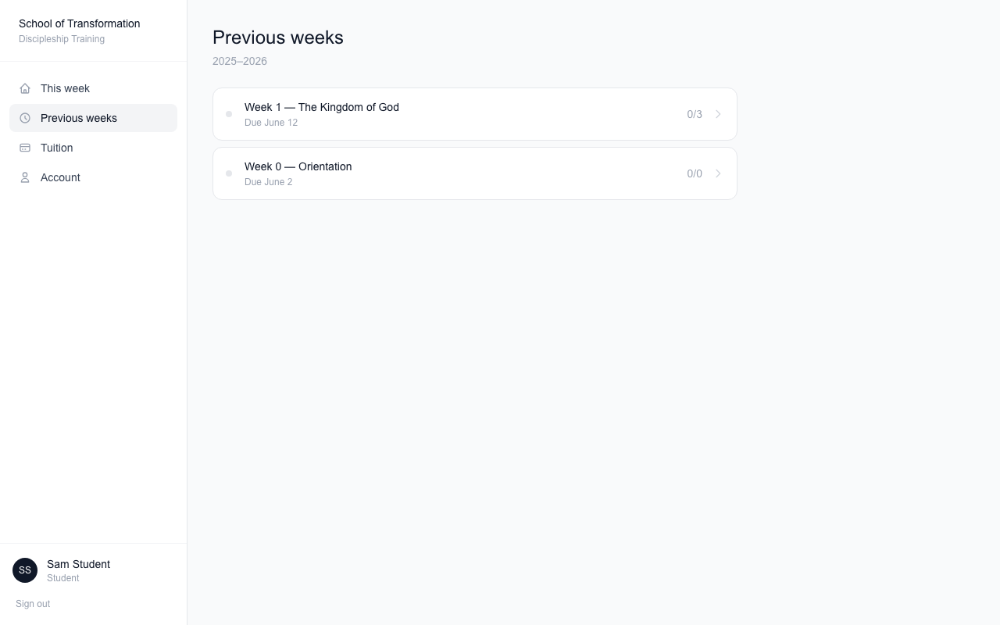 School of Transformation
Discipleship Training
This week
Previous weeks
Tuition
Account
SS
Sam Student
Student
Sign out
Previous weeks
2025–2026
Week 1 — The Kingdom of God
Due June 12
0/3
Week 0 — Orientation
Due June 2
0/0